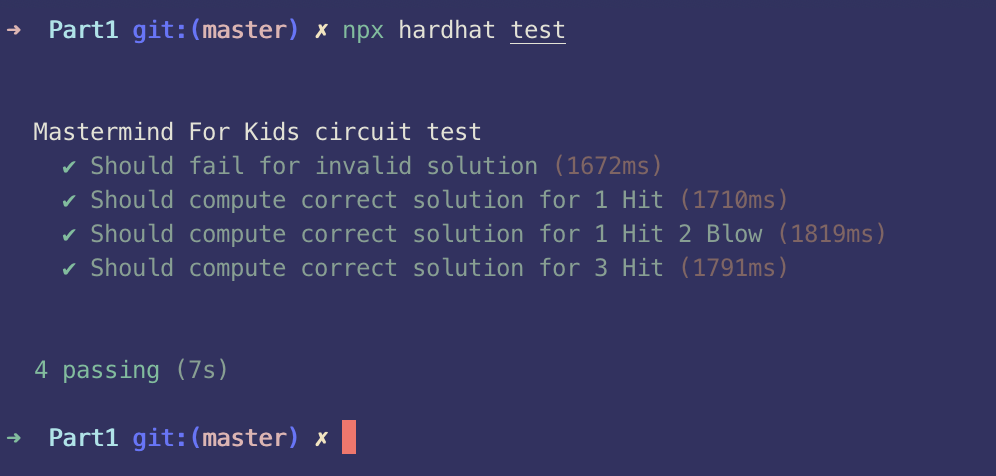 ➜ Part1 git:(master) ✗ npx hardhat test
Mastermind For Kids circuit test
✔ Should fail for invalid solution (1672ms)
✔ Should compute correct solution for 1 Hit (1710ms)
✔ Should compute correct solution for 1 Hit 2 Blow (1819ms)
✔ Should compute correct solution for 3 Hit (1791ms)
4 passing (7s)
➜ Part1 git:(master) ✗